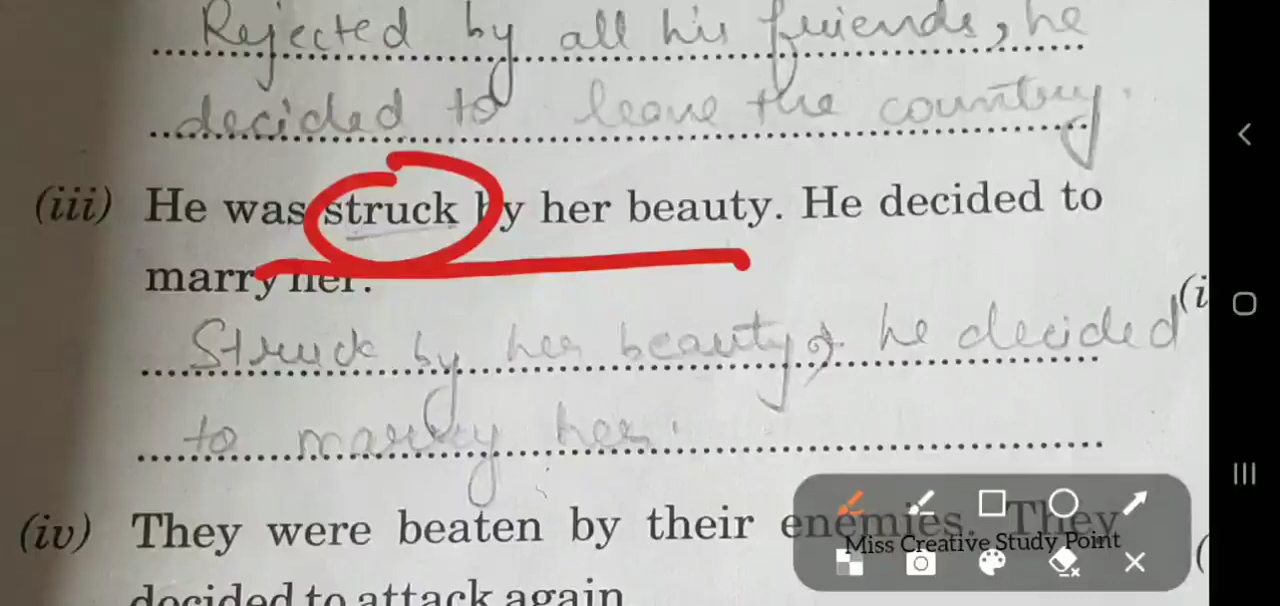 Rejected by all his friends, he
decided to leave the country.
(iii) He was struck by her beauty. He decided to
marry her.
(i
Struck by her beauty, he decided
to marry her.
(iv) They were beaten by their enemies. They
Miss Creative Study Point
(
decided to attack again